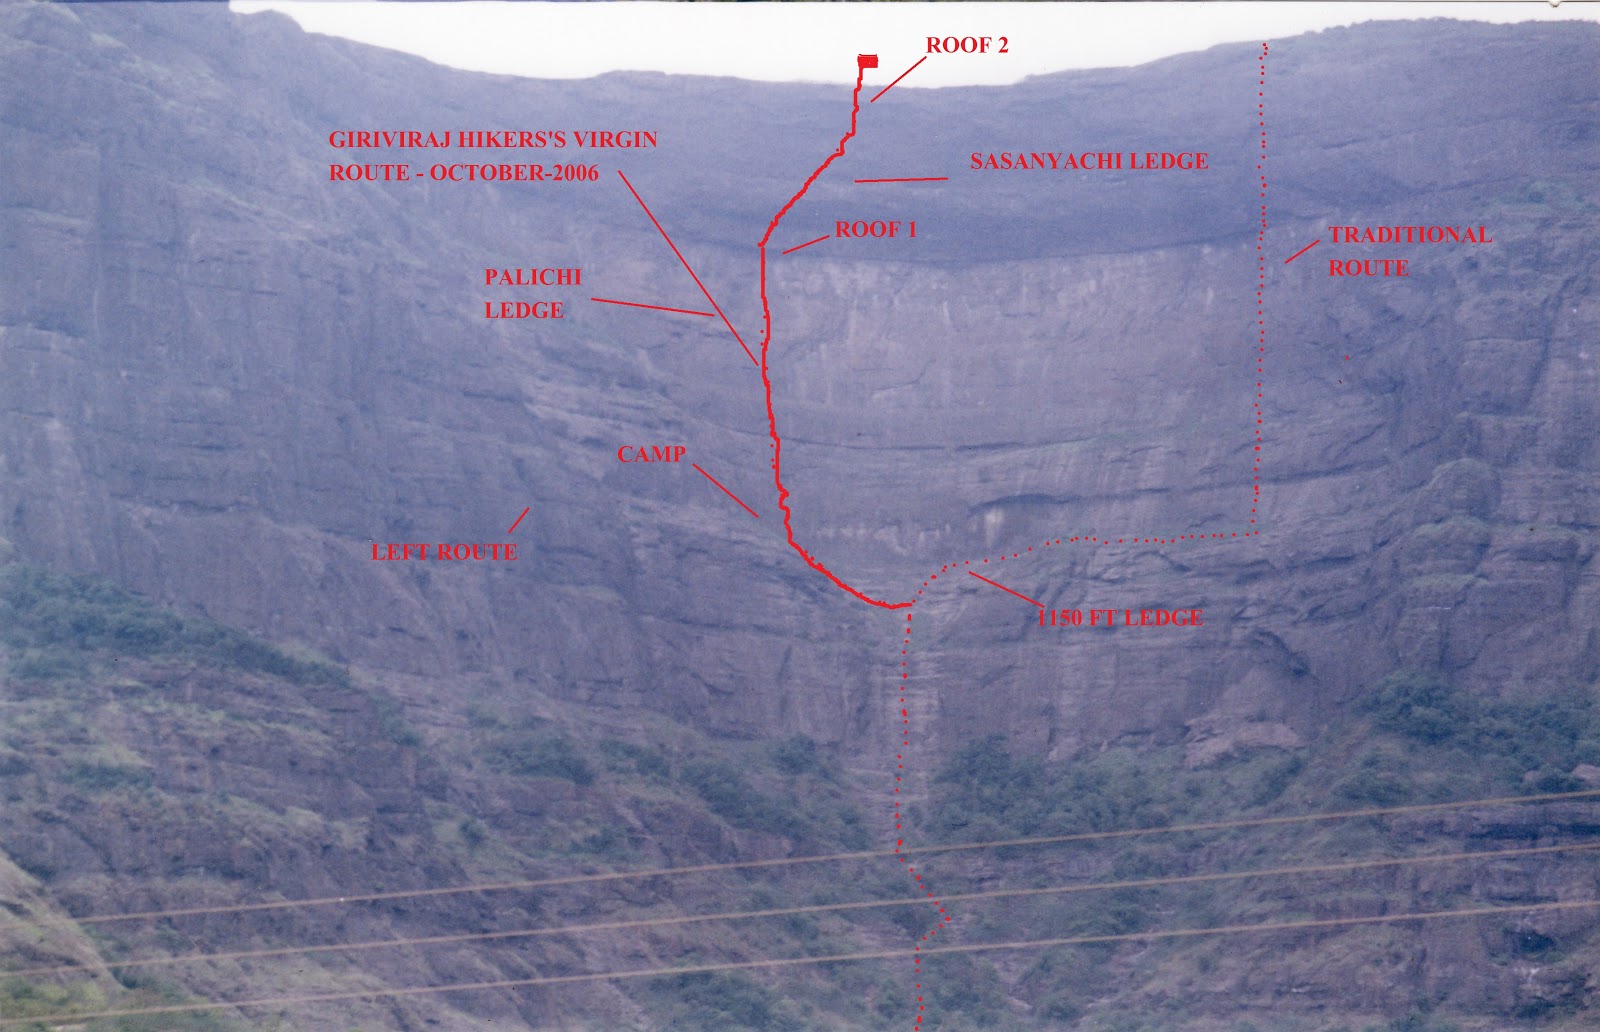 ROOF 2
GIRIVIRAJ HIKERS'S VIRGIN
ROUTE - OCTOBER-2006
SASANYACHI LEDGE
ROOF 1
TRADITIONAL
ROUTE
PALICHI
LEDGE
CAMP
LEFT ROUTE
1150 FT LEDGE